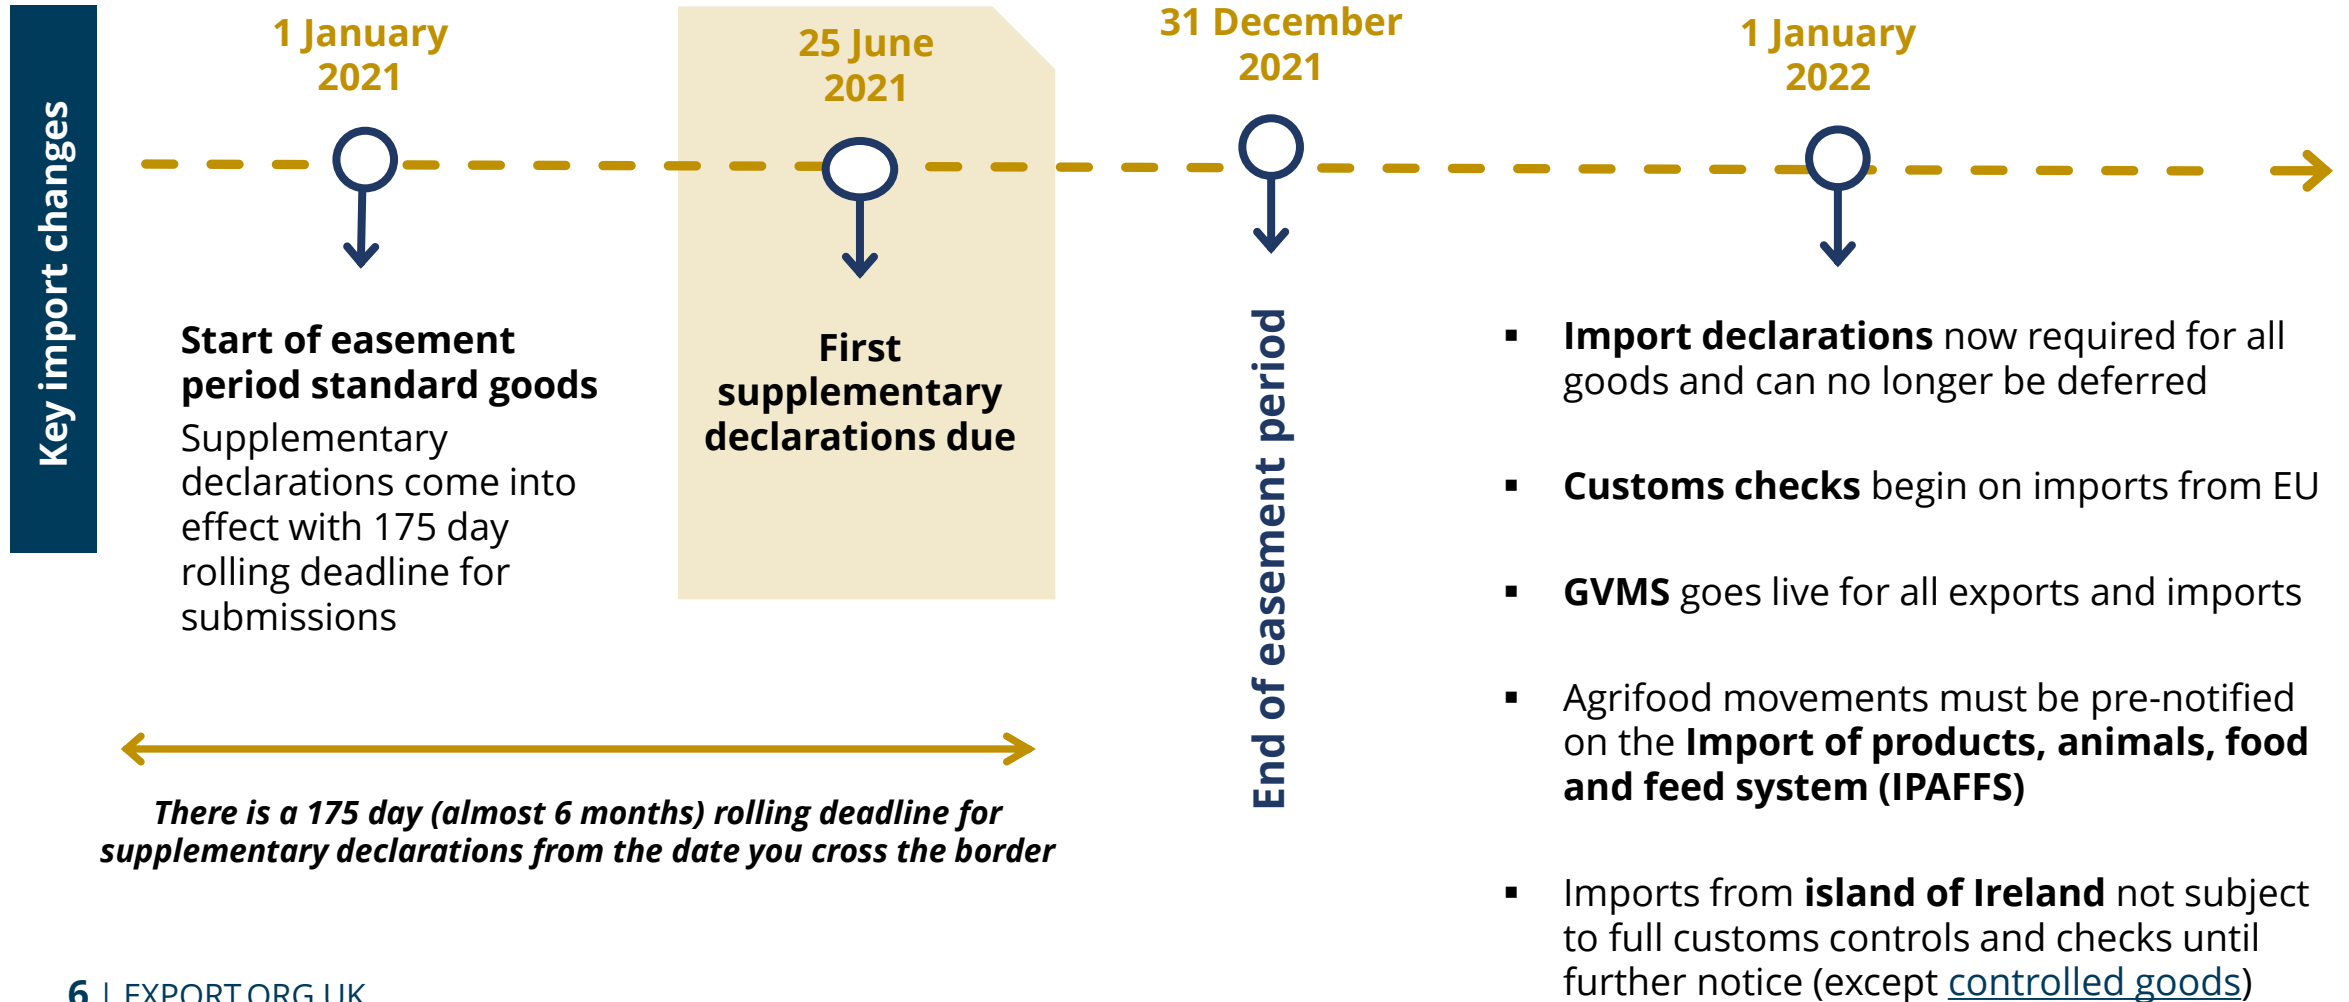 Key import changes
1 January
2021
25 June
2021
31 December
2021
1 January
2022
Start of easement
period standard goods
Supplementary
declarations come into
effect with 175 day
rolling deadline for
submissions
First
supplementary
declarations due
End of easement period
▪ Import declarations now required for all
goods and can no longer be deferred
▪ Customs checks begin on imports from EU
▪ GVMS goes live for all exports and imports
▪ Agrifood movements must be pre-notified
on the Import of products, animals, food
and feed system (IPAFFS)
▪ Imports from island of Ireland not subject
to full customs controls and checks until
further notice (except controlled goods)
There is a 175 day (almost 6 months) rolling deadline for
supplementary declarations from the date you cross the border
6 | EXPORT.ORG.UK